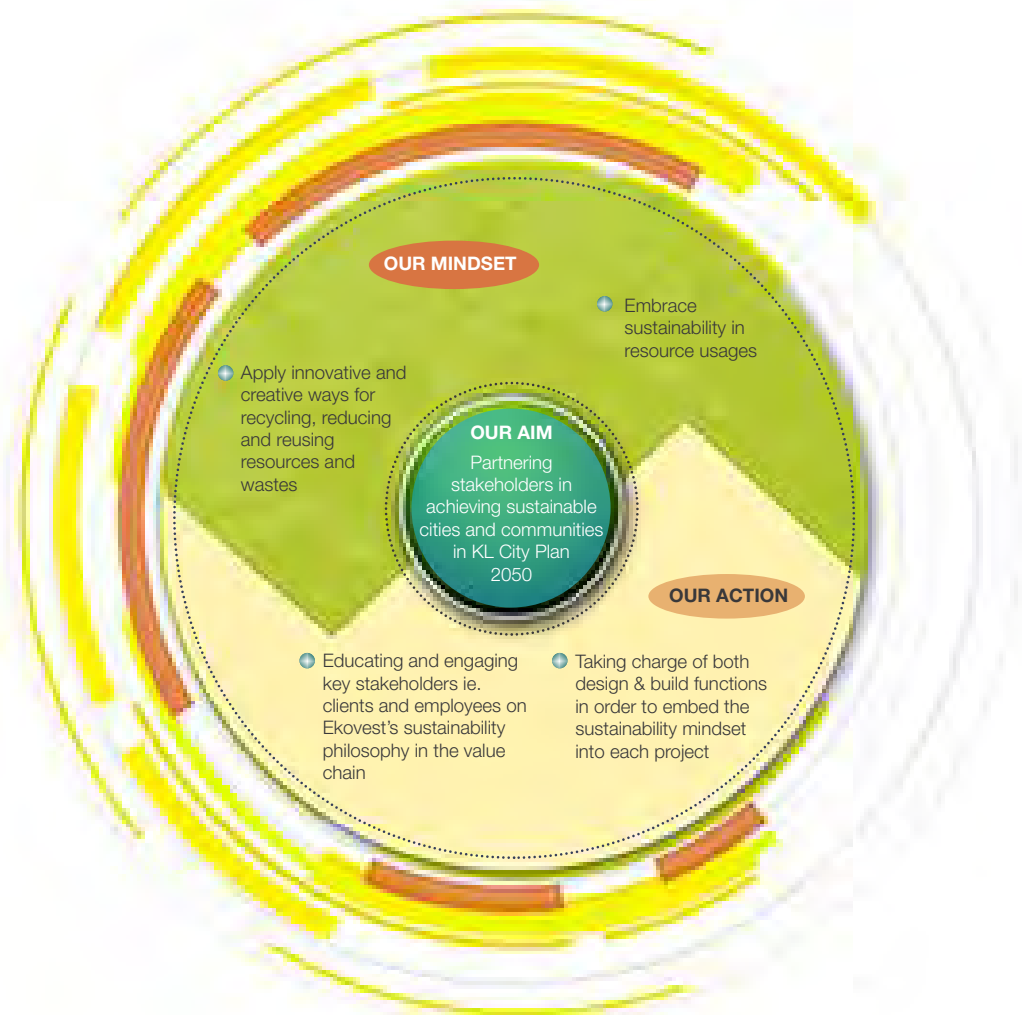 OUR MINDSET
Embrace
sustainability in
resource usages
Apply innovative and
creative ways for
recycling, reducing
and reusing
resources and
wastes
OUR AIM
Partnering
stakeholders in
achieving sustainable
cities and communities
in KL City Plan
2050
OUR ACTION
Educating and engaging
key stakeholders ie.
clients and employees on
Ekovest's sustainability
philosophy in the value
chain
Taking charge of both
design & build functions
in order to embed the
sustainability mindset
into each project